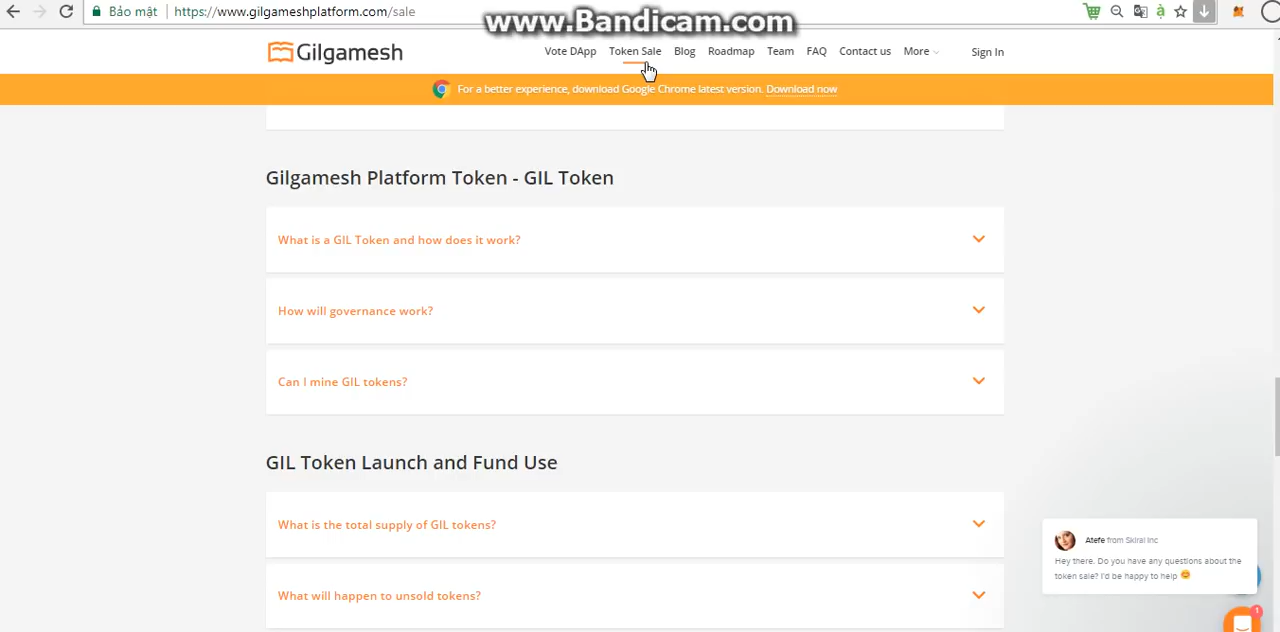 Bảo mật
https://www.gilgameshplatform.com/sale
www.Bandicam.com
Gilgamesh
Vote DApp Token Sale Blog Roadmap Team FAQ Contact us More Sign In
For a better experience, download Google Chrome latest version. Download now
Gilgamesh Platform Token - GIL Token
What is a GIL Token and how does it work?
How will governance work?
Can I mine GIL tokens?
GIL Token Launch and Fund Use
What is the total supply of GIL tokens?
What will happen to unsold tokens?
Atefe from Skiral Inc
Hey there. Do you have any questions about the
token sale? I'd be happy to help 😊
1